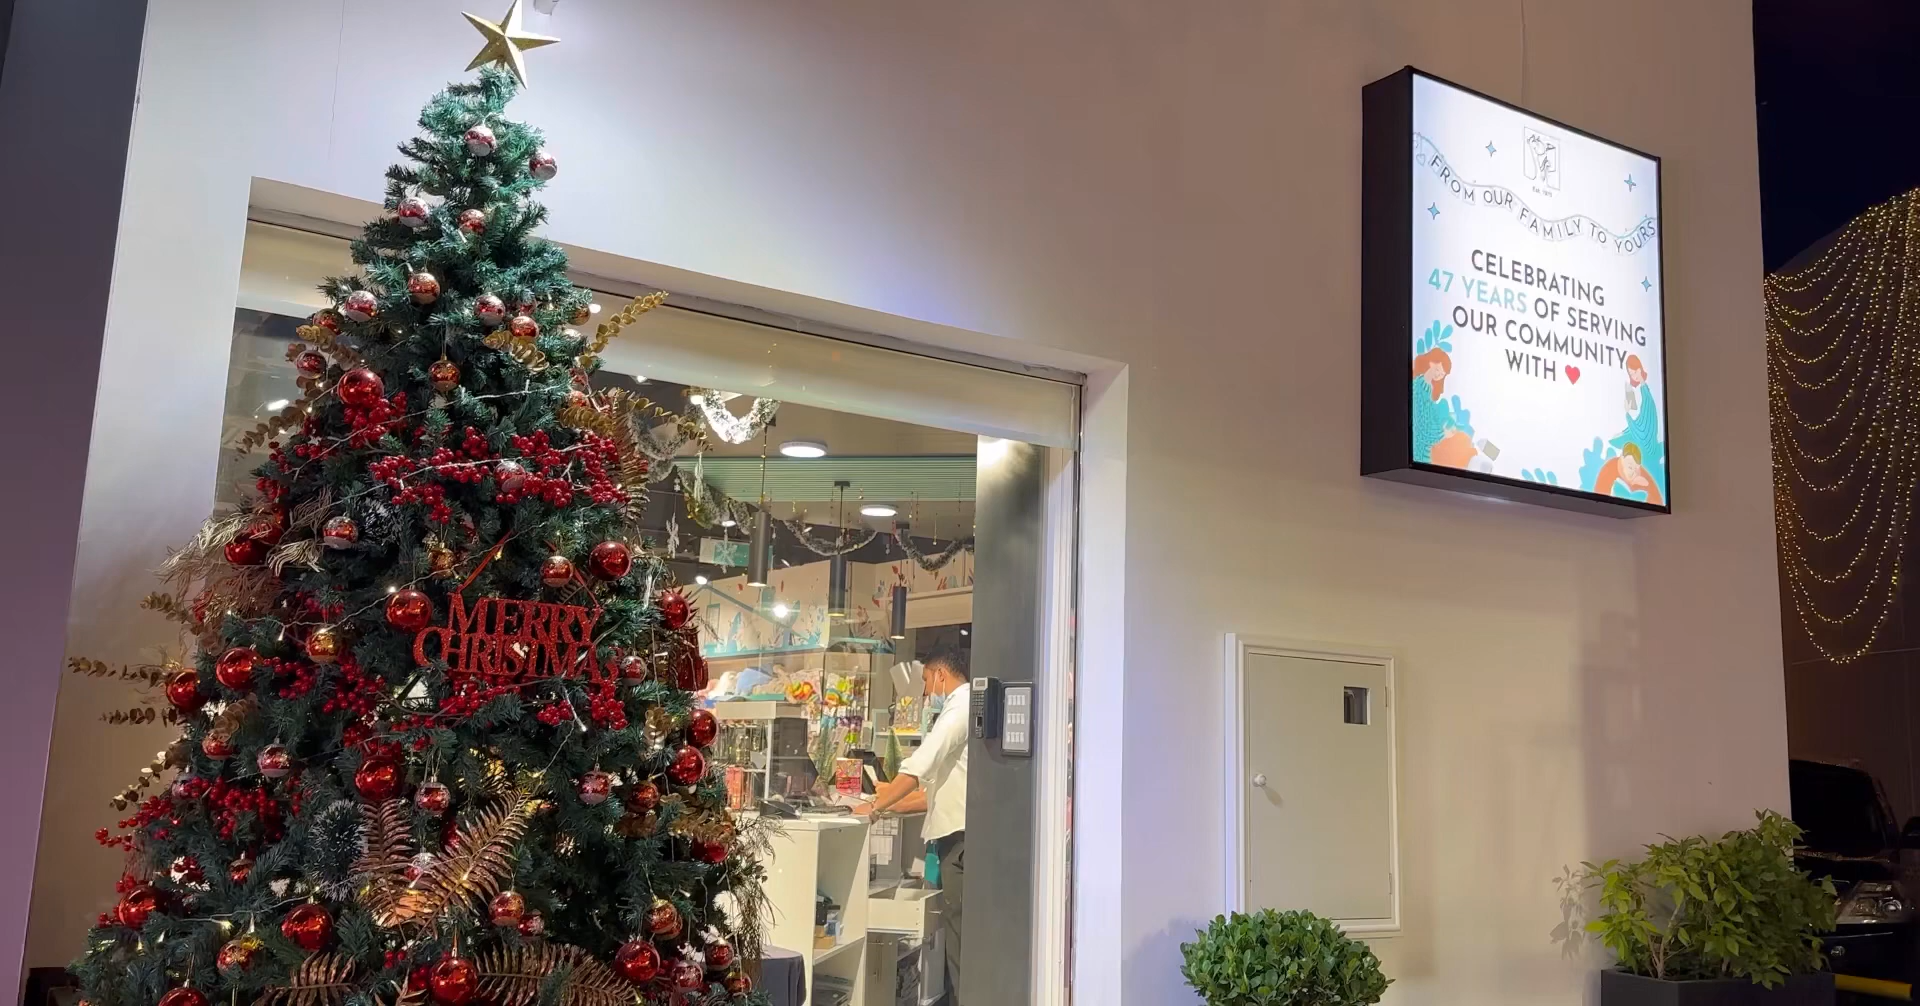 FROM OUR FAMILY TO YOURS
CELEBRATING
47 YEARS OF SERVING
OUR COMMUNITY
WITH
MERRY
CHRISTMAS